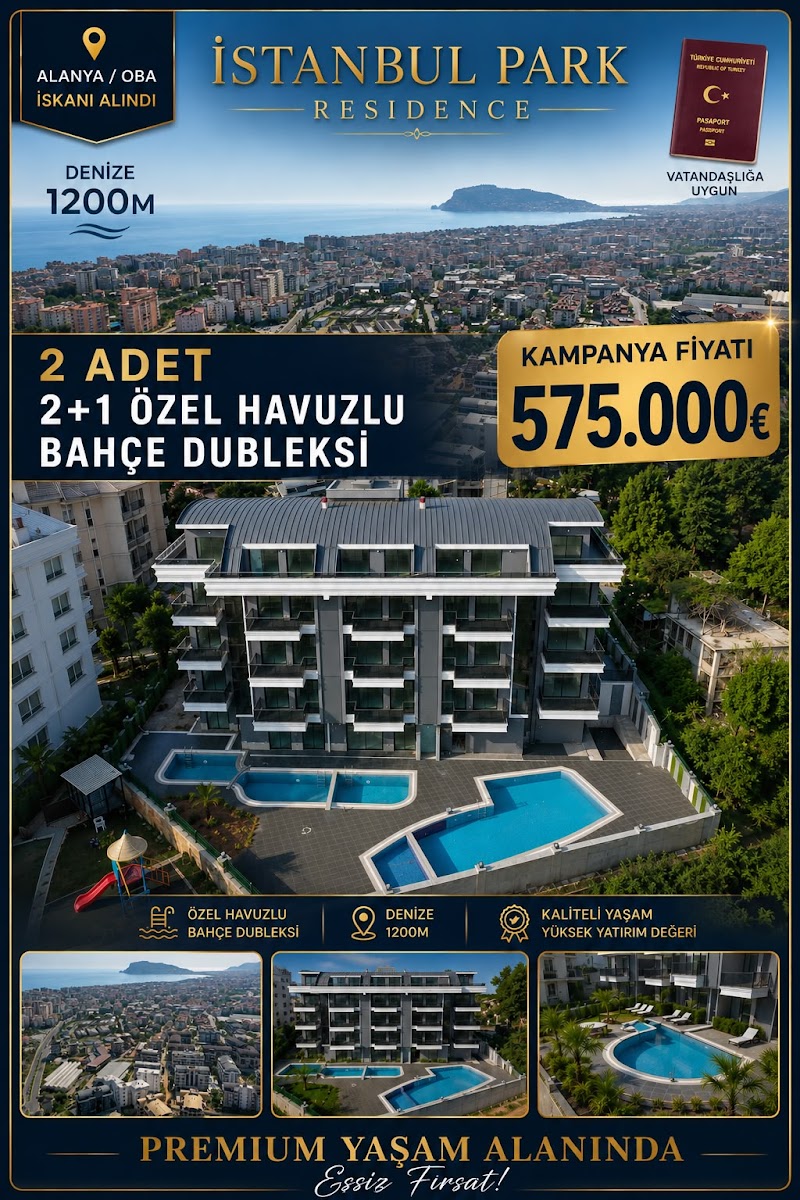 ALANYA / OBA
İSKANI ALINDI
İSTANBUL PARK
RESIDENCE
TÜRKİYE CUMHURİYETİ
REPUBLIC OF TURKEY
PASAPORT
PASSPORT
VATANDAŞLIĞA
UYGUN
DENİZE
1200M
2 ADET
2+1 ÖZEL HAVUZLU
BAHÇE DUBLEKSİ
KAMPANYA FİYATI
575.000€
ÖZEL HAVUZLU
BAHÇE DUBLEKSİ
DENİZE
1200M
KALİTELİ YAŞAM
YÜKSEK YATIRIM DEĞERİ
PREMIUM YAŞAM ALANINDA
Eşsiz Fırsat!